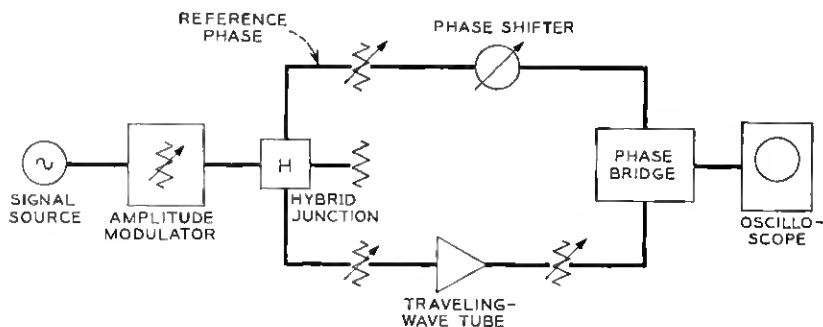 REFERENCE
PHASE
PHASE SHIFTER
H
SIGNAL
SOURCE
AMPLITUDE
MODULATOR
HYBRID
JUNCTION
PHASE
BRIDGE
OSCILLO-
SCOPE
TRAVELING-
WAVE TUBE